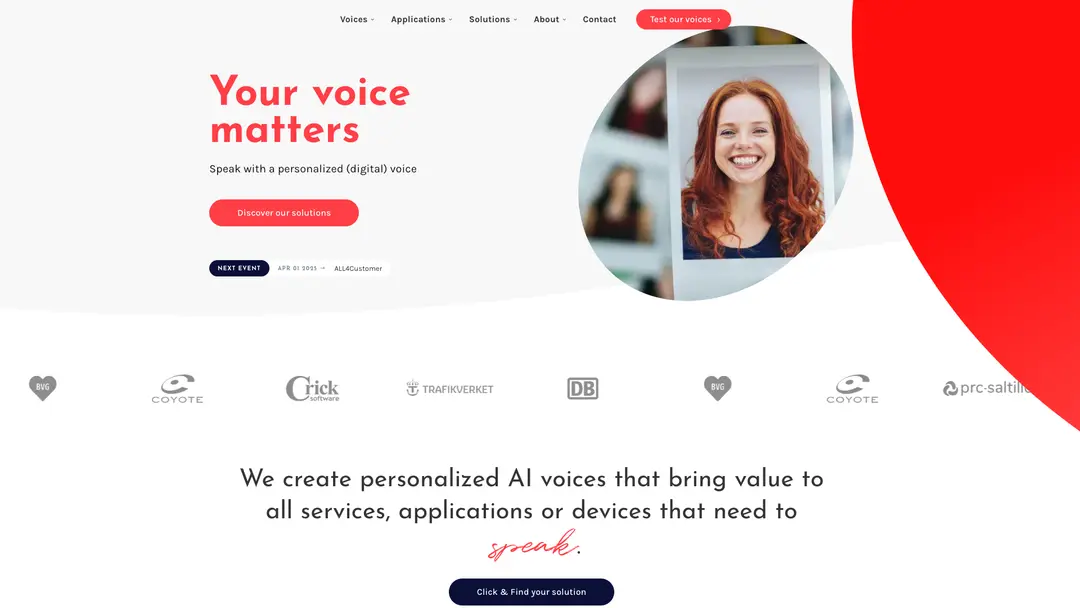 Voices Applications Solutions About Contact Test our voices ›
Your voice
matters
Speak with a personalized (digital) voice
Discover our solutions
NEXT EVENT APR 01 2025 → ALL4Customer
BVG COYOTE Crick software TRAFIKVERKET DB BVG COYOTE prc-saltillo
We create personalized AI voices that bring value to
all services, applications or devices that need to
speak.
Click & Find your solution